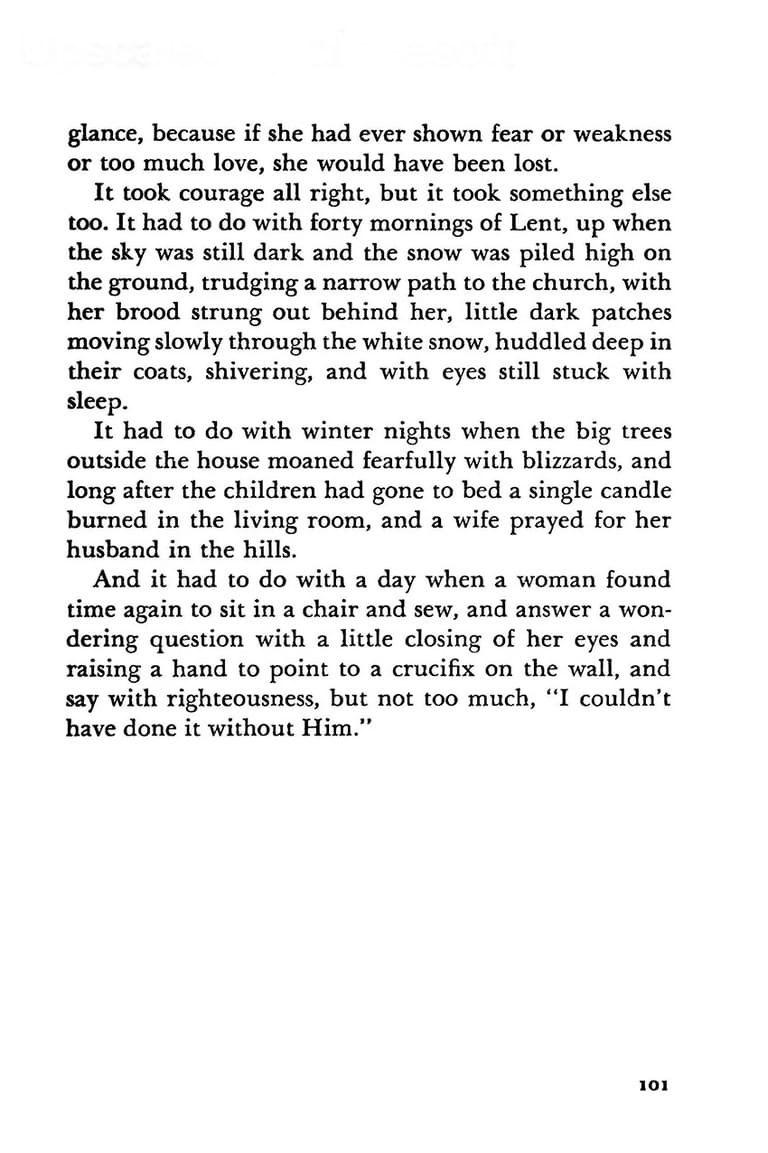 glance, because if she had ever shown fear or weakness
or too much love, she would have been lost.
It took courage all right, but it took something else
too. It had to do with forty mornings of Lent, up when
the sky was still dark and the snow was piled high on
the ground, trudging a narrow path to the church, with
her brood strung out behind her, little dark patches
moving slowly through the white snow, huddled deep in
their coats, shivering, and with eyes still stuck with
sleep.
It had to do with winter nights when the big trees
outside the house moaned fearfully with blizzards, and
long after the children had gone to bed a single candle
burned in the living room, and a wife prayed for her
husband in the hills.
And it had to do with a day when a woman found
time again to sit in a chair and sew, and answer a won-
dering question with a little closing of her eyes and
raising a hand to point to a crucifix on the wall, and
say with righteousness, but not too much, "I couldn't
have done it without Him."
101